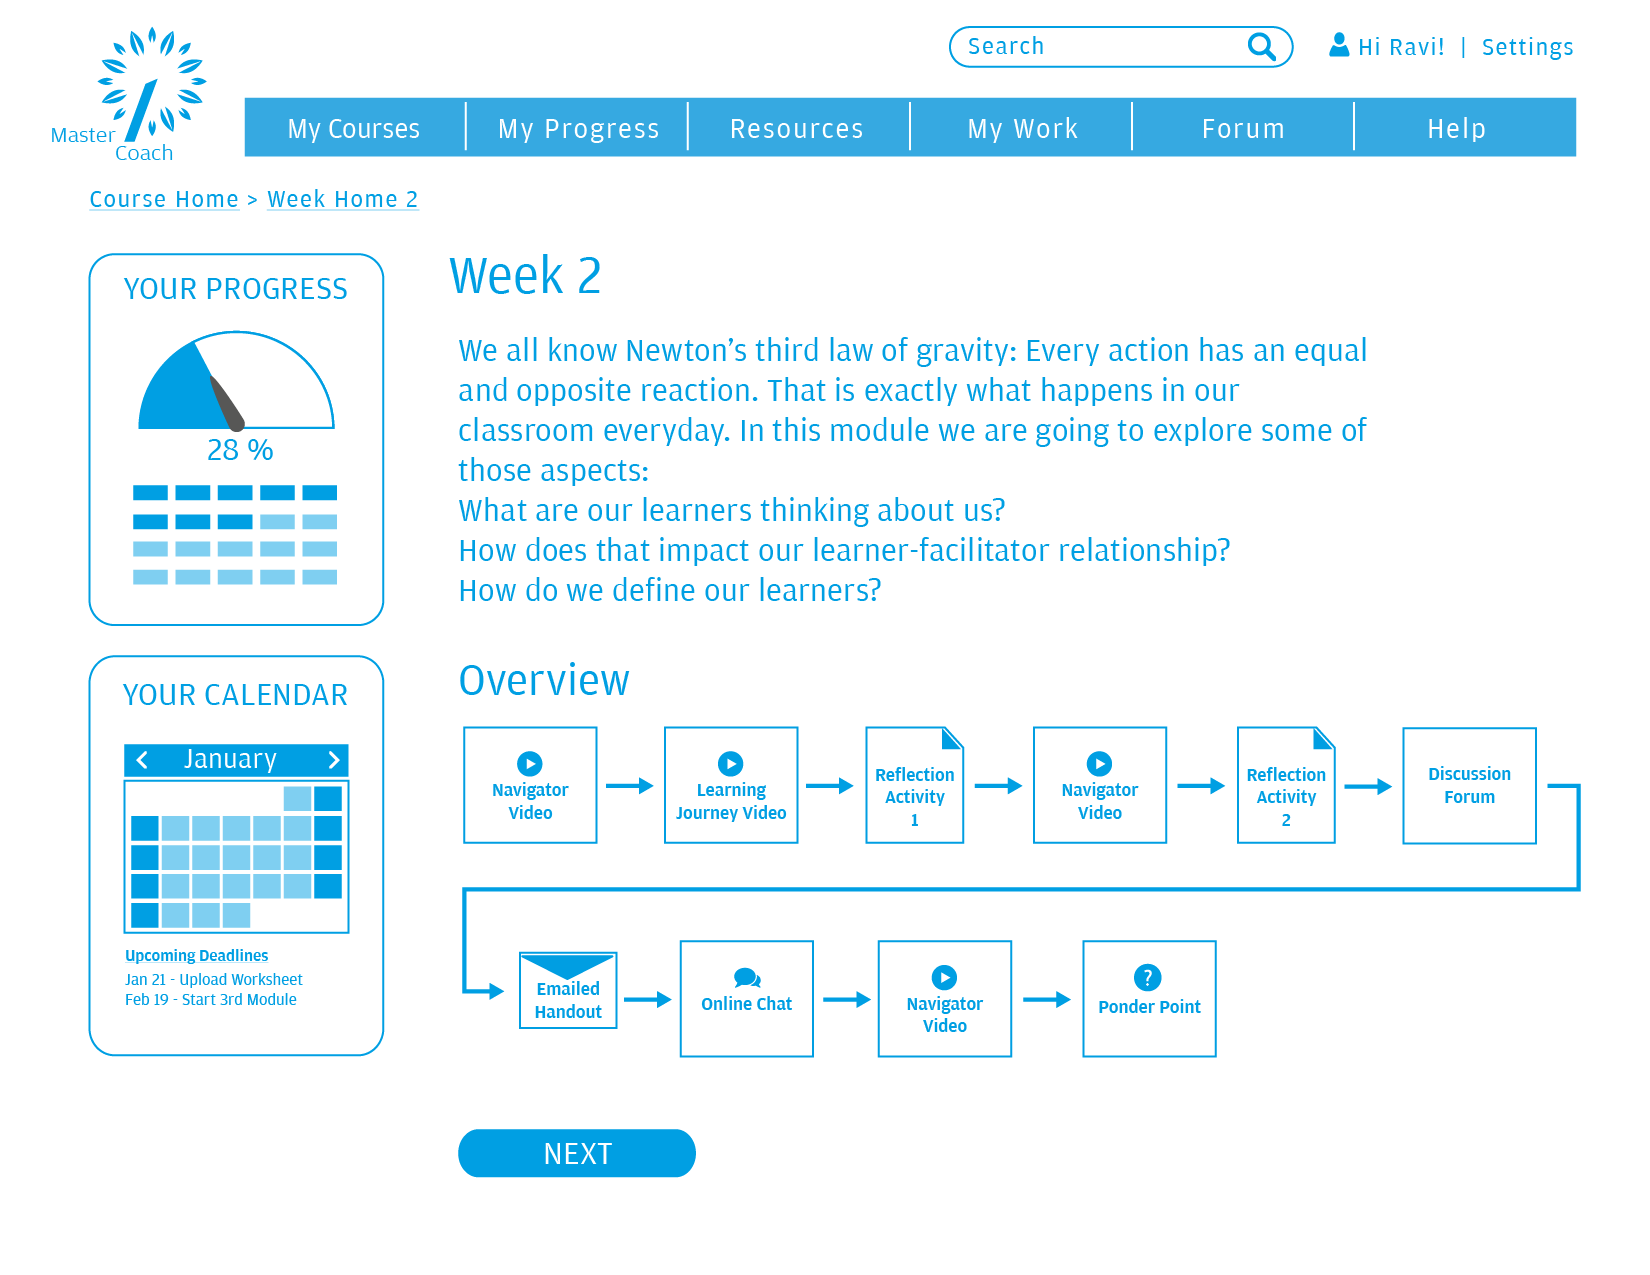 Master
Coach
Search
Hi Ravi! | Settings
My Courses
My Progress
Resources
My Work
Forum
Help
Course Home > Week Home 2
YOUR PROGRESS
28 %
YOUR CALENDAR
January
Upcoming Deadlines
Jan 21 - Upload Worksheet
Feb 19 - Start 3rd Module
Week 2
We all know Newton’s third law of gravity: Every action has an equal
and opposite reaction. That is exactly what happens in our
classroom everyday. In this module we are going to explore some of
those aspects:
What are our learners thinking about us?
How does that impact our learner-facilitator relationship?
How do we define our learners?
Overview
Navigator
Video
Learning
Journey Video
Reflection
Activity
1
Navigator
Video
Reflection
Activity
2
Discussion
Forum
Emailed
Handout
Online Chat
Navigator
Video
?
Ponder Point
NEXT